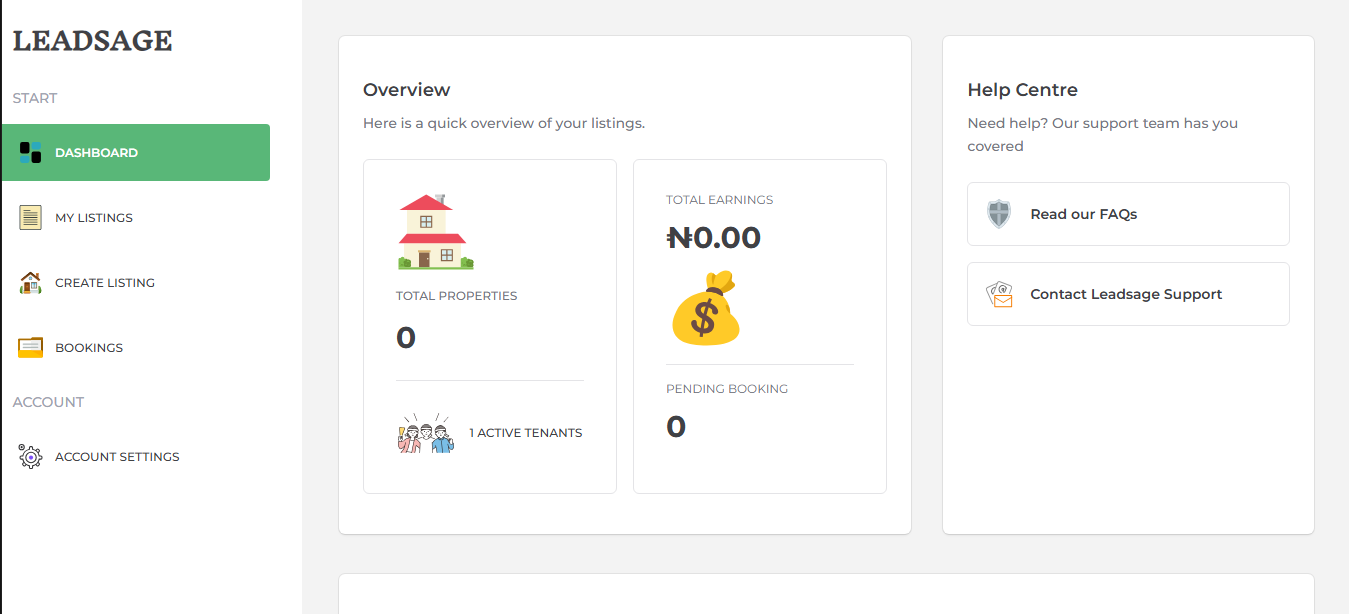 LEADSAGE
START
DASHBOARD
MY LISTINGS
CREATE LISTING
BOOKINGS
ACCOUNT
ACCOUNT SETTINGS
Overview
Here is a quick overview of your listings.
TOTAL PROPERTIES
0
1 ACTIVE TENANTS
TOTAL EARNINGS
₦0.00
$
PENDING BOOKING
0
Help Centre
Need help? Our support team has you
covered
Read our FAQs
@
Contact Leadsage Support